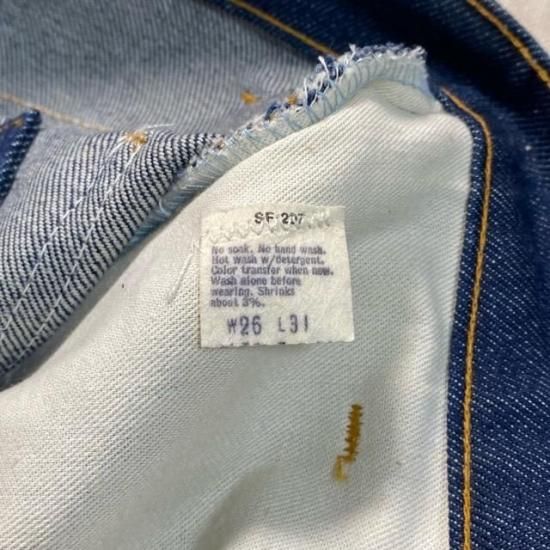 SF 207
No soak. No hand wash.
Hot wash w/detergent.
Color transfer when new.
Wash alone before
wearing. Shrinks
about 3%.
W26 L31